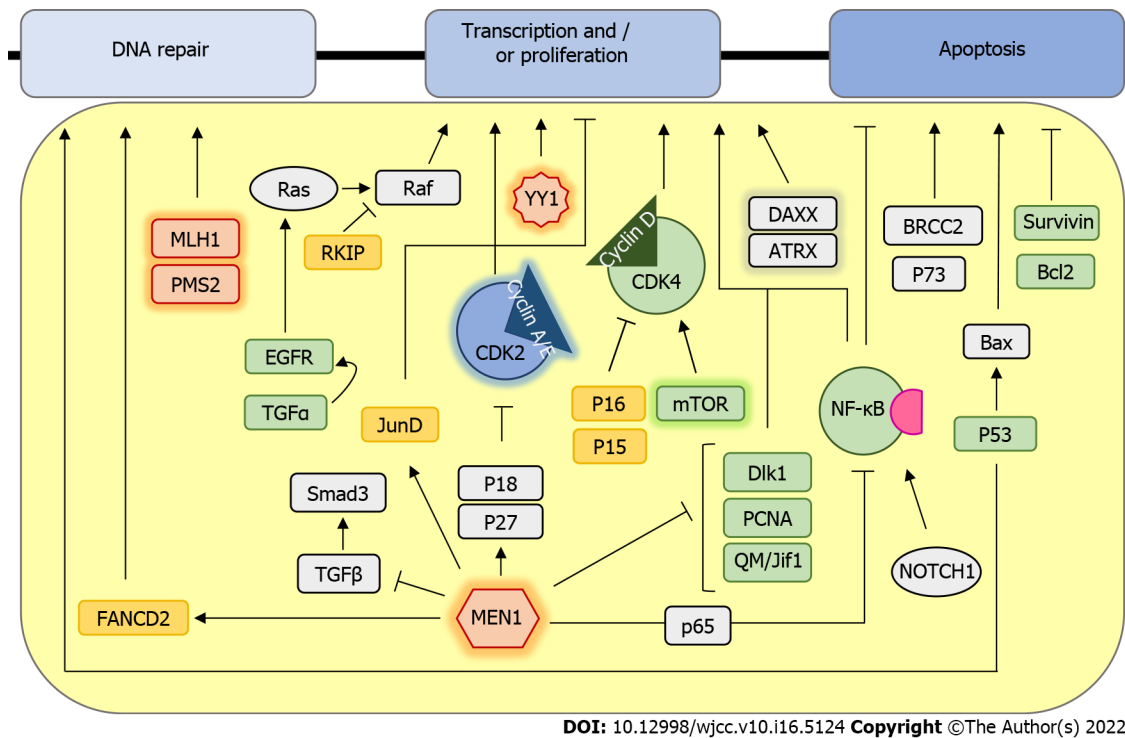 DNA repair
Transcription and /
or proliferation
Apoptosis
Ras
Raf
YY1
Cyclin D
DAXX
BRCC2
Survivin
MLH1
RKIP
ATRX
PMS2
CDK4
P73
Bcl2
Cyclin A/E
EGFR
CDK2
Bax
TGFα
JunD
P16
mTOR
NF-κB
P53
P15
Dlk1
Smad3
P18
PCNA
P27
QM/Jif1
TGFβ
NOTCH1
FANCD2
MEN1
p65
DOI: 10.12998/wjcc.v10.i16.5124 Copyright ©The Author(s) 2022